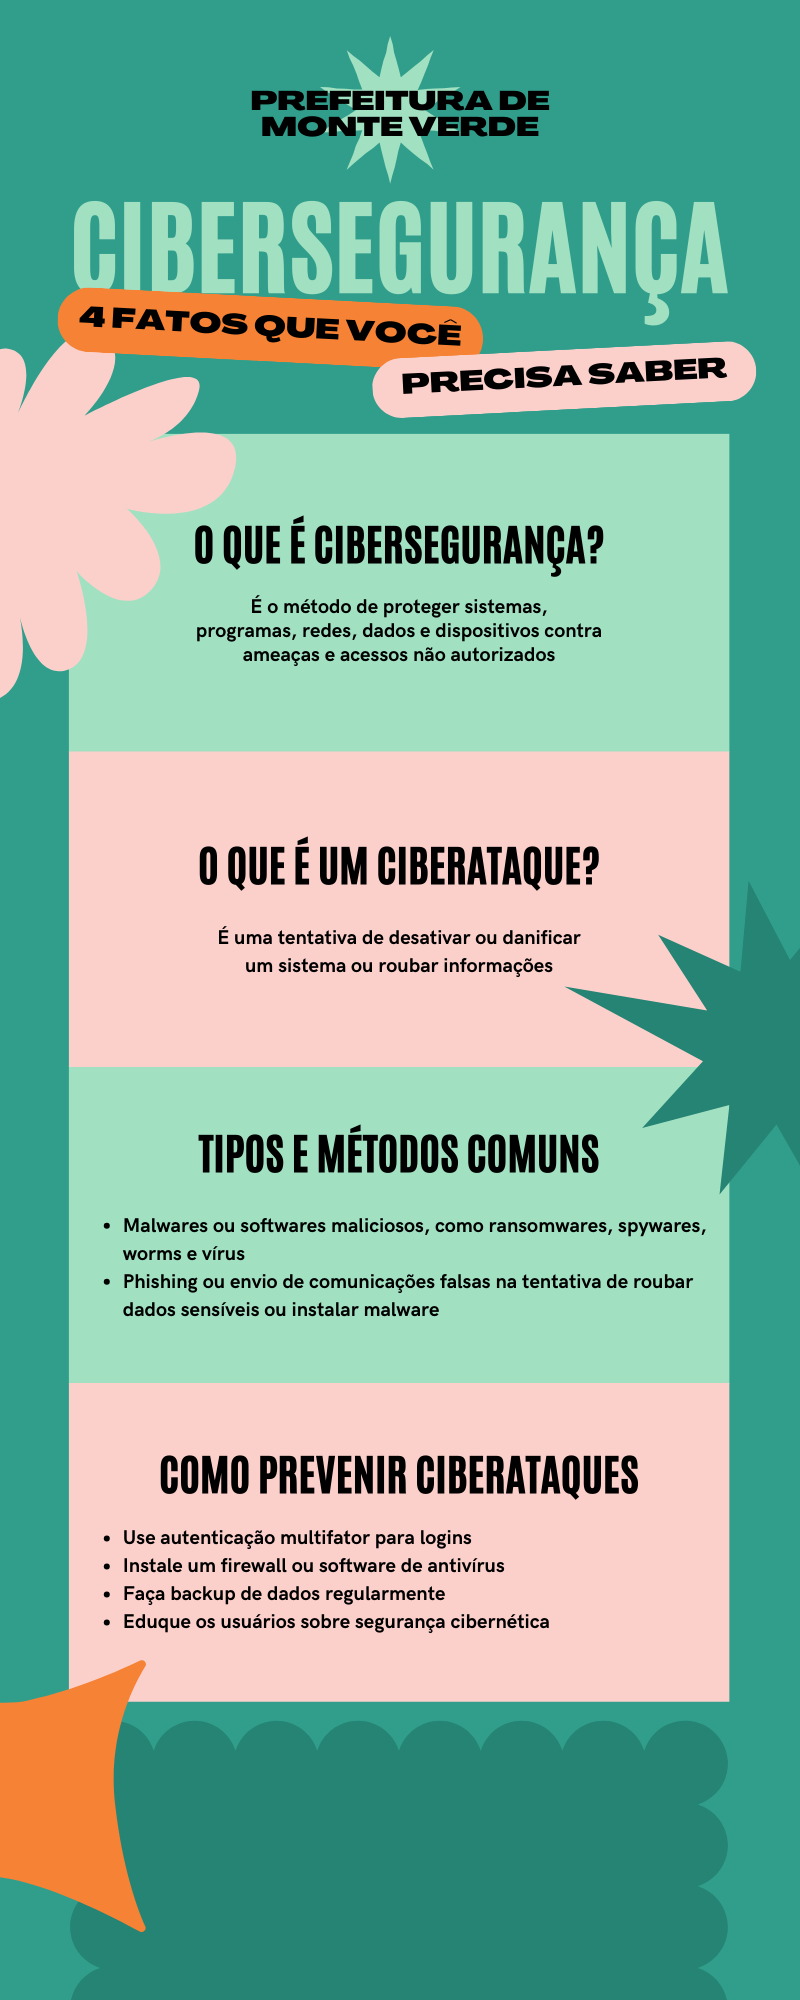 PREFEITURA DE
MONTE VERDE
CIBERSEGURANÇA
4 FATOS QUE VOCÊ
PRECISA SABER
O QUE É CIBERSEGURANÇA?
É o método de proteger sistemas,
programas, redes, dados e dispositivos contra
ameaças e acessos não autorizados
O QUE É UM CIBERATAQUE?
É uma tentativa de desativar ou danificar
um sistema ou roubar informações
TIPOS E MÉTODOS COMUNS
• Malwares ou softwares maliciosos, como ransomwares, spywares,
worms e vírus
• Phishing ou envio de comunicações falsas na tentativa de roubar
dados sensíveis ou instalar malware
COMO PREVENIR CIBERATAQUES
• Use autenticação multifator para logins
• Instale um firewall ou software de antivírus
• Faça backup de dados regularmente
• Eduque os usuários sobre segurança cibernética